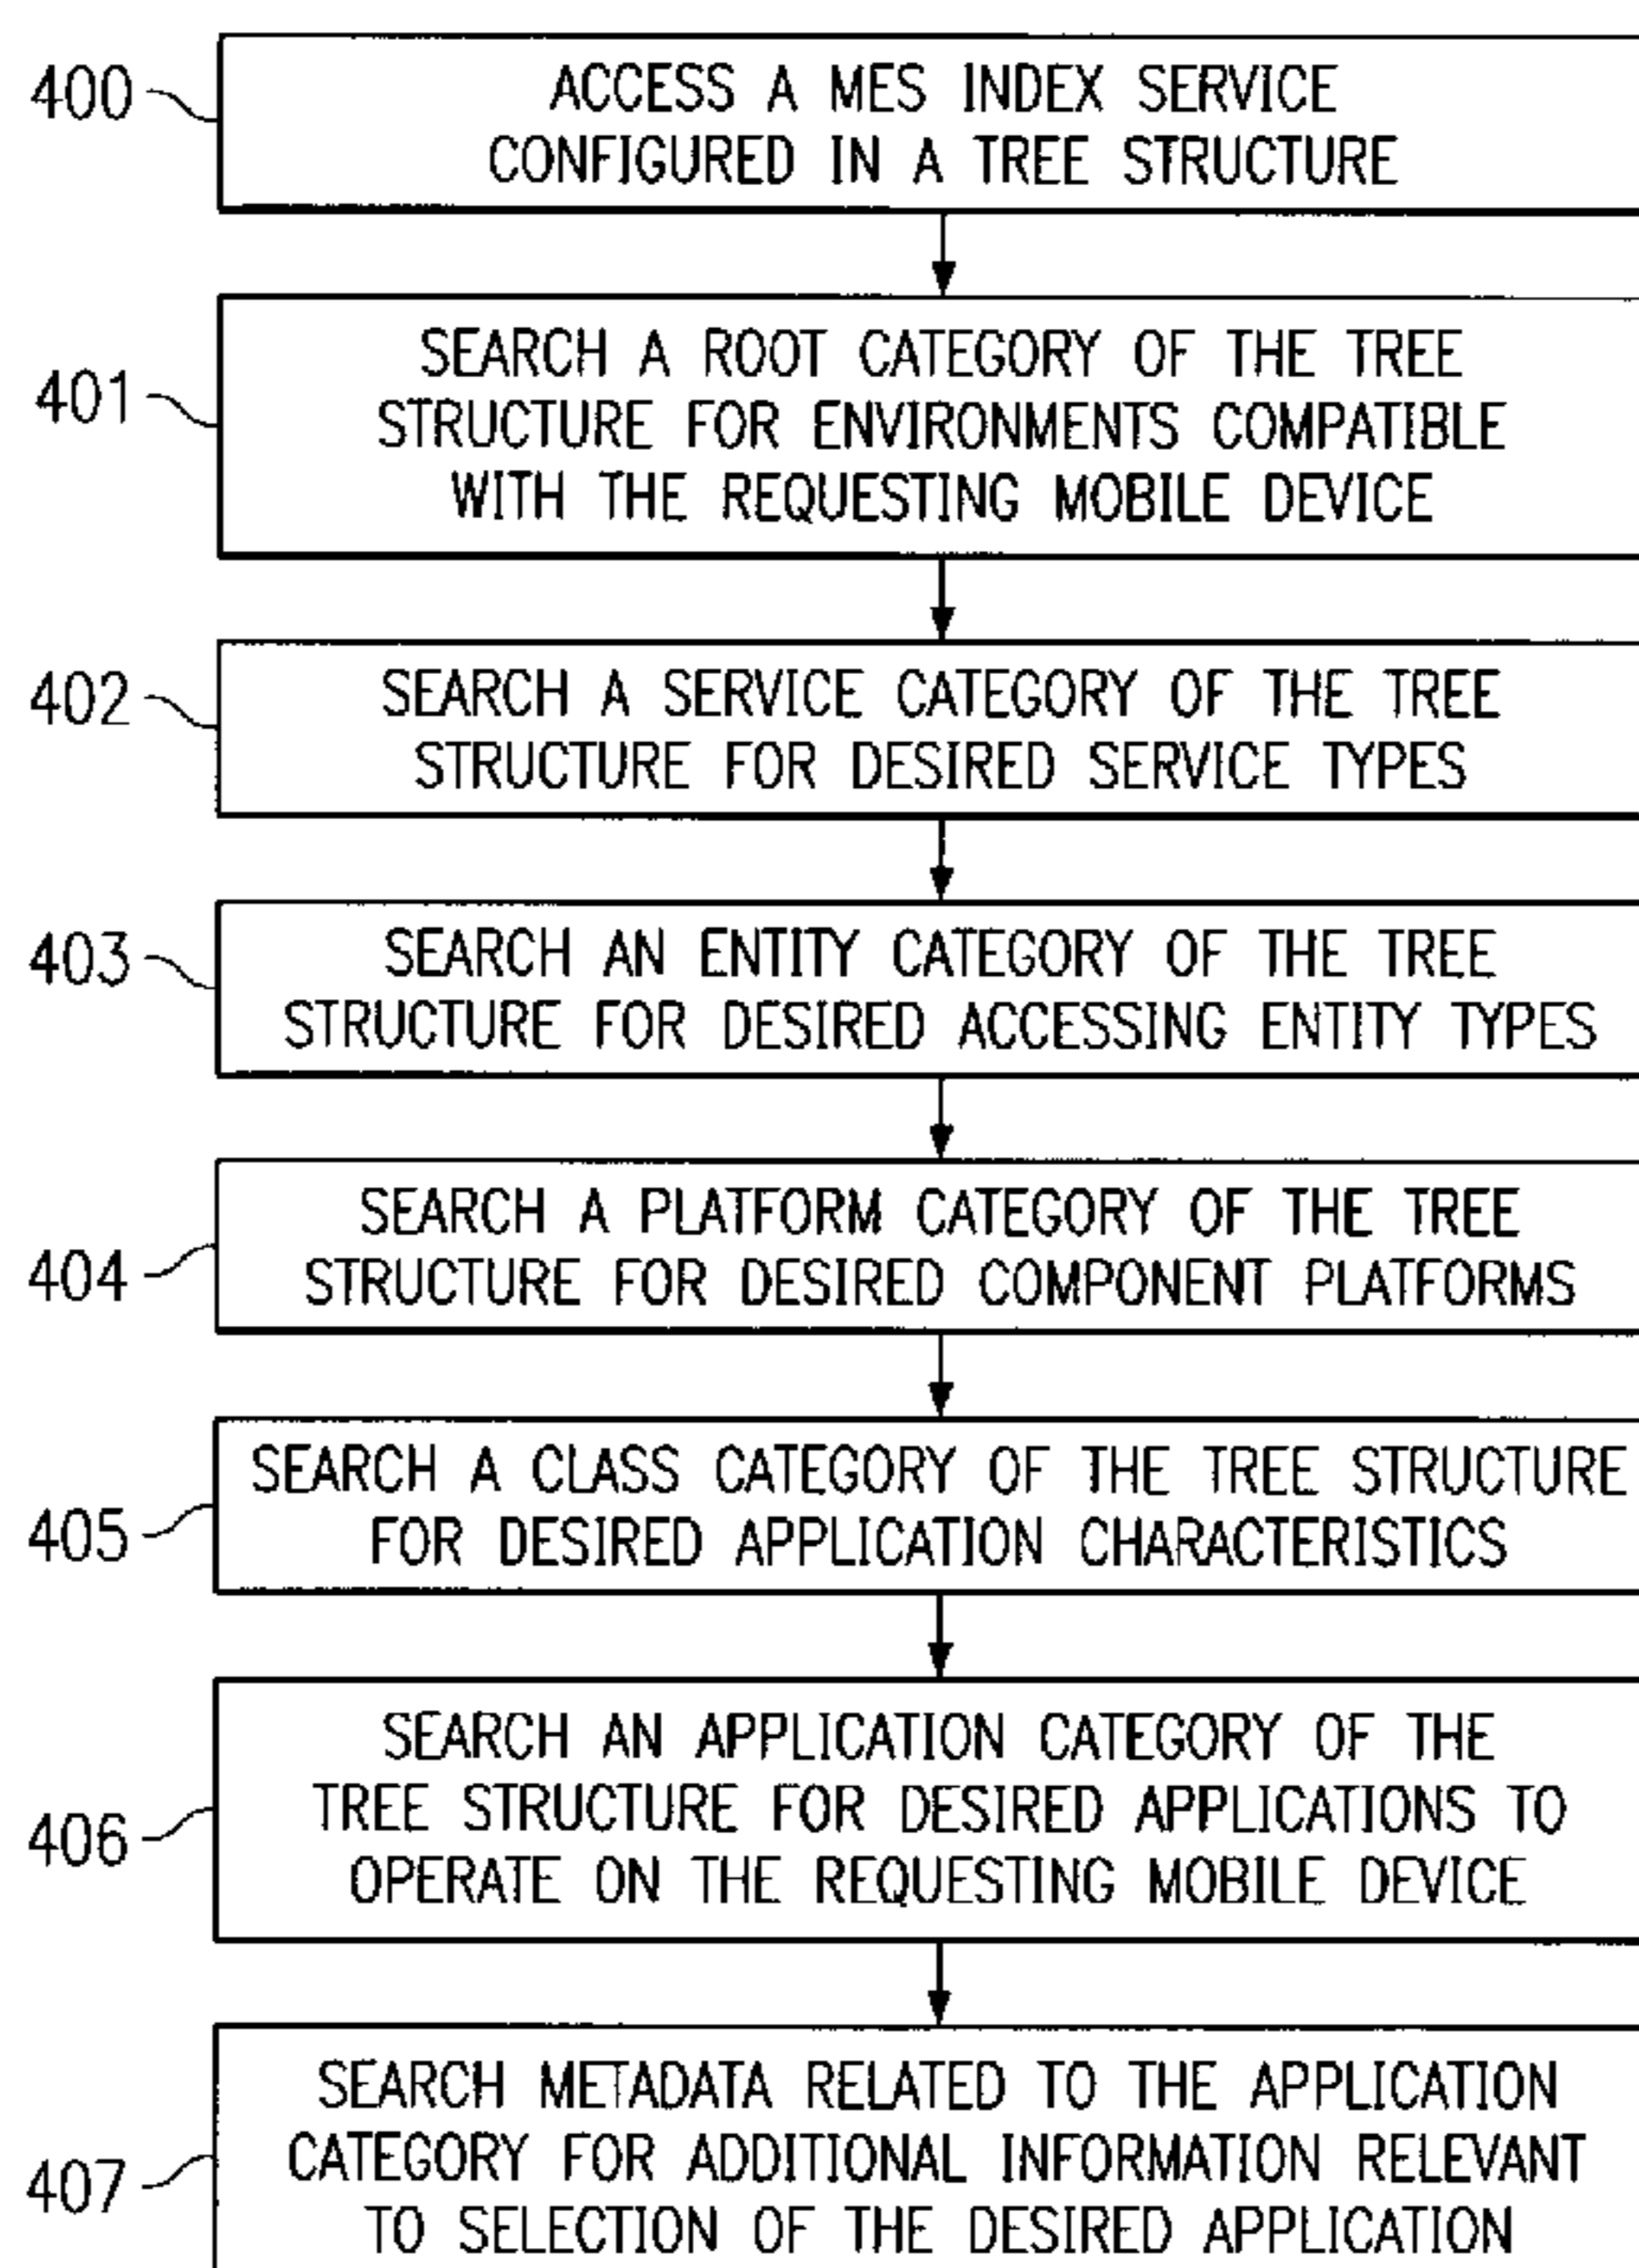 400
ACCESS A MES INDEX SERVICE
CONFIGURED IN A TREE STRUCTURE
401
SEARCH A ROOT CATEGORY OF THE TREE
STRUCTURE FOR ENVIRONMENTS COMPATIBLE
WITH THE REQUESTING MOBILE DEVICE
402
SEARCH A SERVICE CATEGORY OF THE TREE
STRUCTURE FOR DESIRED SERVICE TYPES
403
SEARCH AN ENTITY CATEGORY OF THE TREE
STRUCTURE FOR DESIRED ACCESSING ENTITY TYPES
404
SEARCH A PLATFORM CATEGORY OF THE TREE
STRUCTURE FOR DESIRED COMPONENT PLATFORMS
405
SEARCH A CLASS CATEGORY OF THE TREE STRUCTURE
FOR DESIRED APPLICATION CHARACTERISTICS
406
SEARCH AN APPLICATION CATEGORY OF THE
TREE STRUCTURE FOR DESIRED APPLICATIONS TO
OPERATE ON THE REQUESTING MOBILE DEVICE
407
SEARCH METADATA RELATED TO THE APPLICATION
CATEGORY FOR ADDITIONAL INFORMATION RELEVANT
TO SELECTION OF THE DESIRED APPLICATION